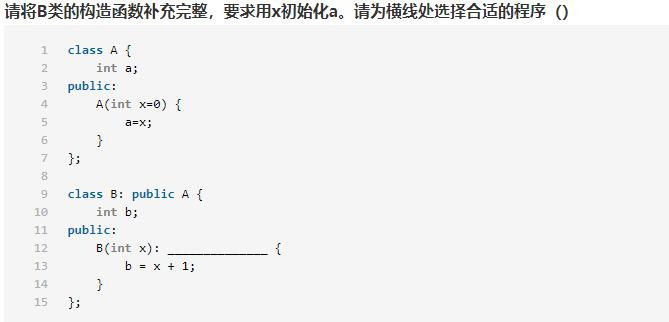 请将B类的构造函数补充完整，要求用x初始化a。请为横线处选择合适的程序（）
1 class A {
2 int a;
3 public:
4 A(int x=0) {
5 a=x;
6 }
7 };
8
9 class B: public A {
10 int b;
11 public:
12 B(int x): ______________ {
13 b = x + 1;
14 }
15 };